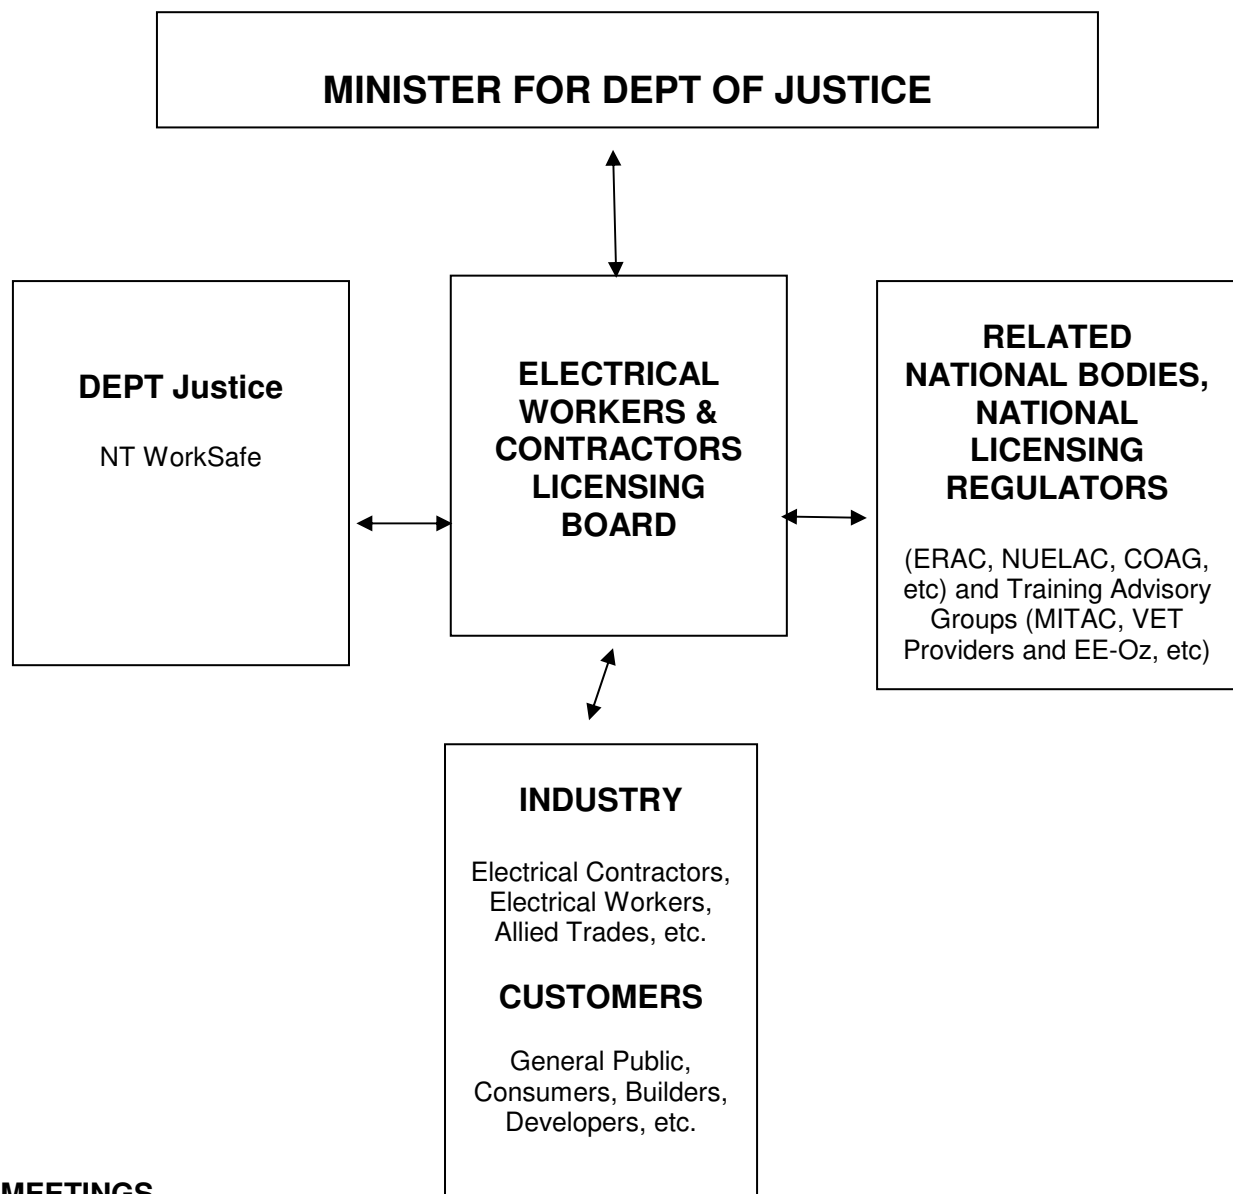 MINISTER FOR DEPT OF JUSTICE
DEPT Justice
NT WorkSafe
ELECTRICAL
WORKERS &
CONTRACTORS
LICENSING
BOARD
RELATED
NATIONAL BODIES,
NATIONAL
LICENSING
REGULATORS
(ERAC, NUELAC, COAG,
etc) and Training Advisory
Groups (MITAC, VET
Providers and EE-Oz, etc)
INDUSTRY
Electrical Contractors,
Electrical Workers,
Allied Trades, etc.
CUSTOMERS
General Public,
Consumers, Builders,
Developers, etc.
MEETINGS